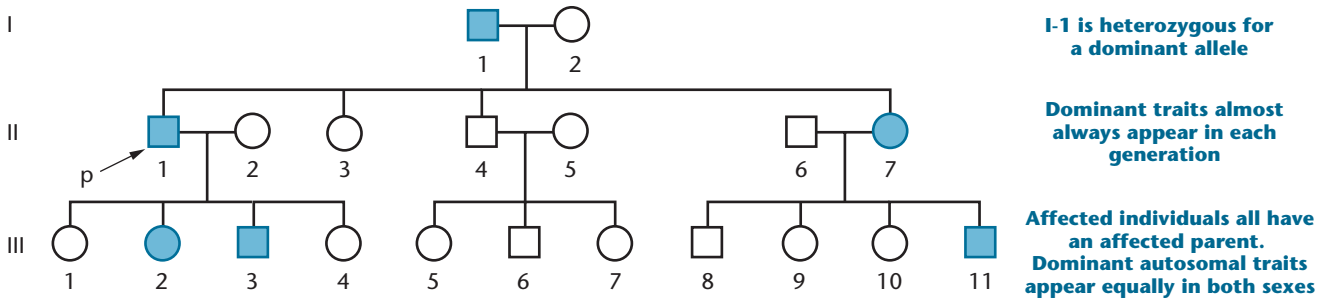 I
1 2
I-1 is heterozygous for
a dominant allele
II
p
1 2 3 4 5 6 7
Dominant traits almost
always appear in each
generation
III
1 2 3 4 5 6 7 8 9 10 11
Affected individuals all have
an affected parent.
Dominant autosomal traits
appear equally in both sexes